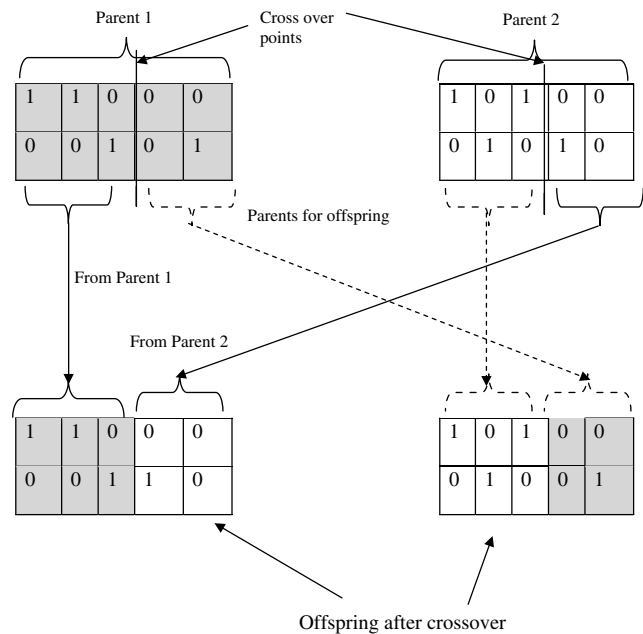 Parent 1
Cross over
points
Parent 2
1 1 0 0 0
0 0 1 0 1
1 0 1 0 0
0 1 0 1 0
Parents for offspring
From Parent 1
From Parent 2
1 1 0 0 0
0 0 1 1 0
1 0 1 0 0
0 1 0 0 1
Offspring after crossover